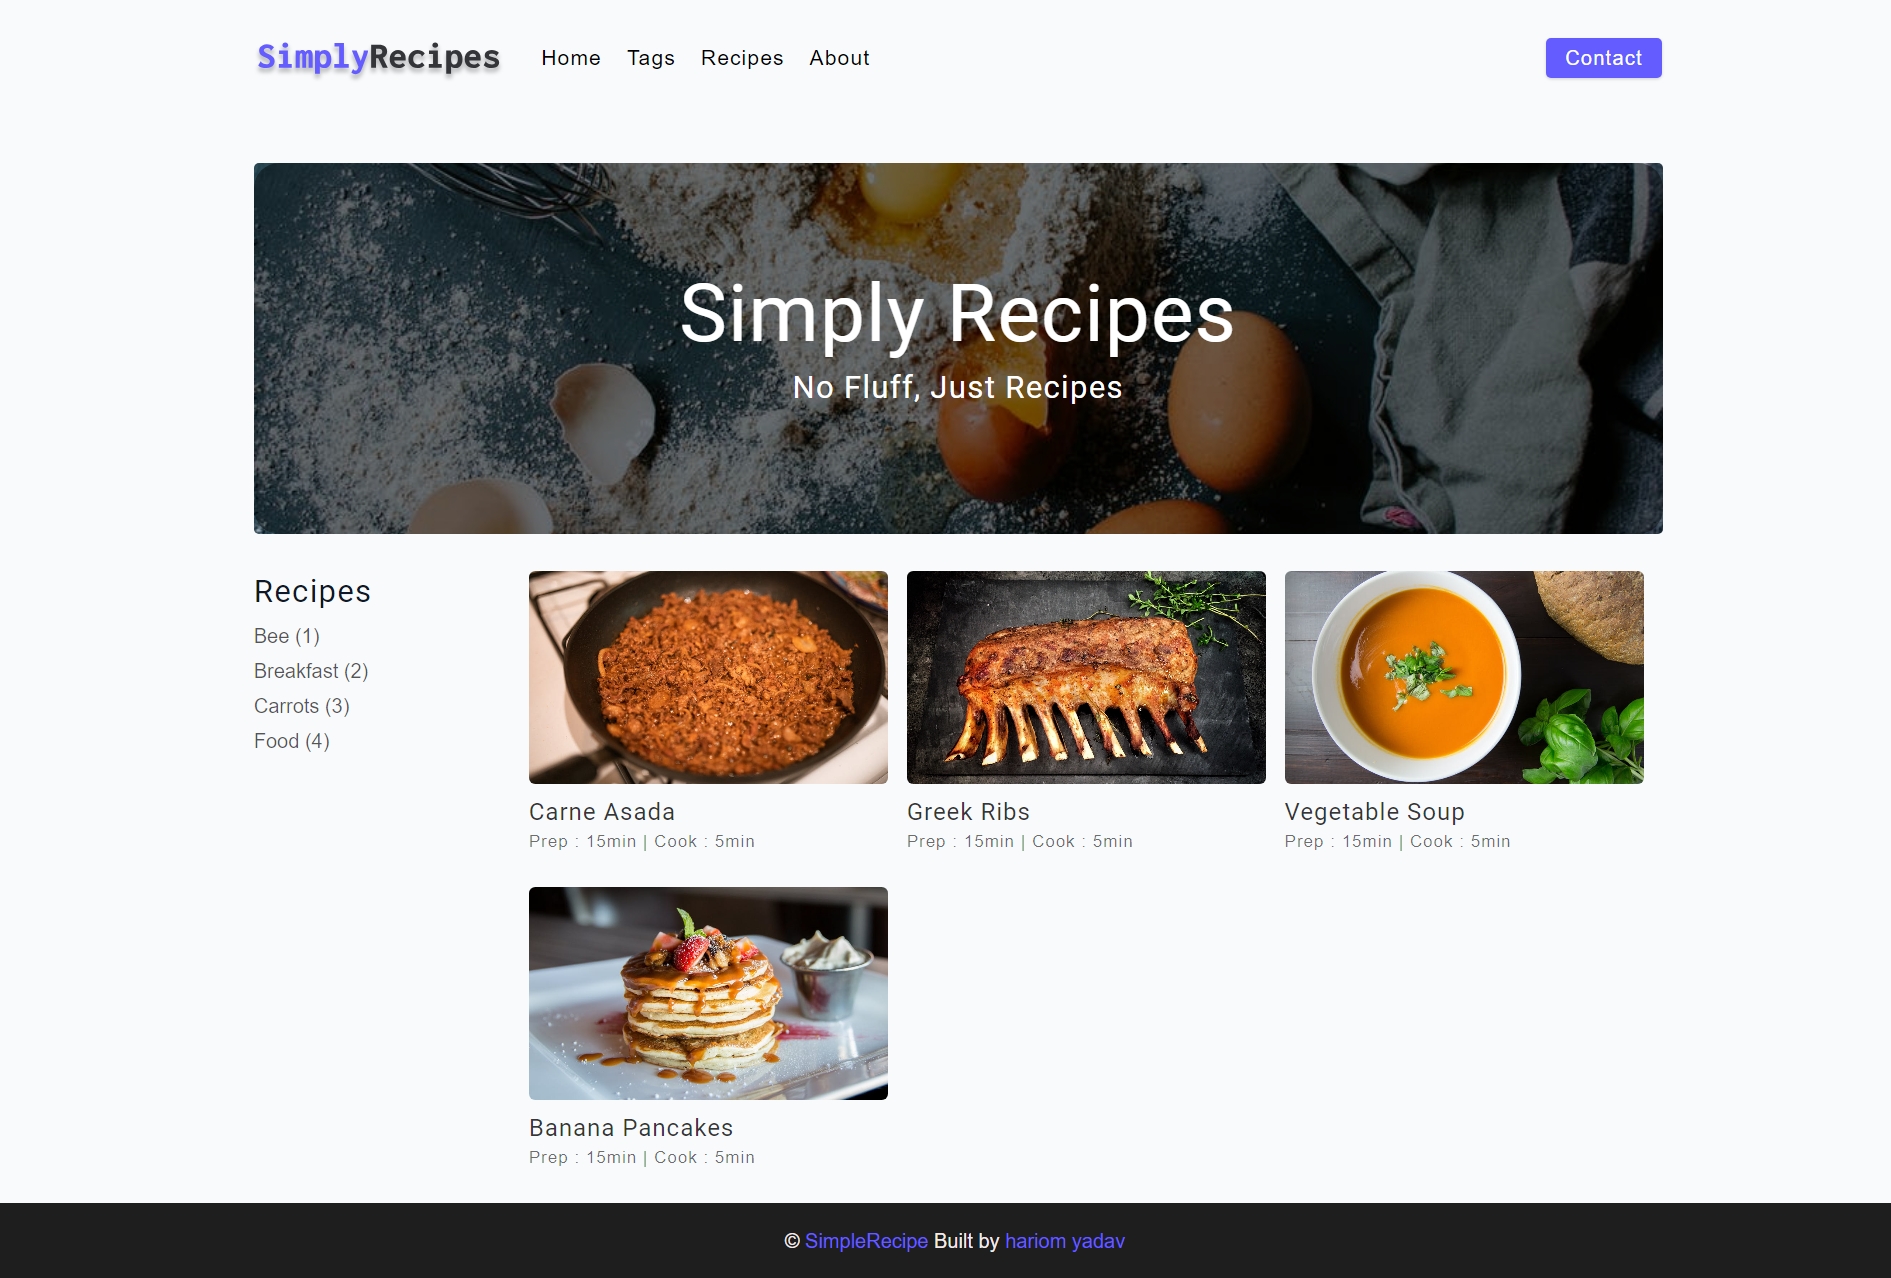 SimplyRecipes Home Tags Recipes About Contact
Simply Recipes
No Fluff, Just Recipes
Recipes
Bee (1)
Breakfast (2)
Carrots (3)
Food (4)
Carne Asada
Prep : 15min | Cook : 5min
Greek Ribs
Prep : 15min | Cook : 5min
Vegetable Soup
Prep : 15min | Cook : 5min
Banana Pancakes
Prep : 15min | Cook : 5min
© SimpleRecipe Built by hariom yadav